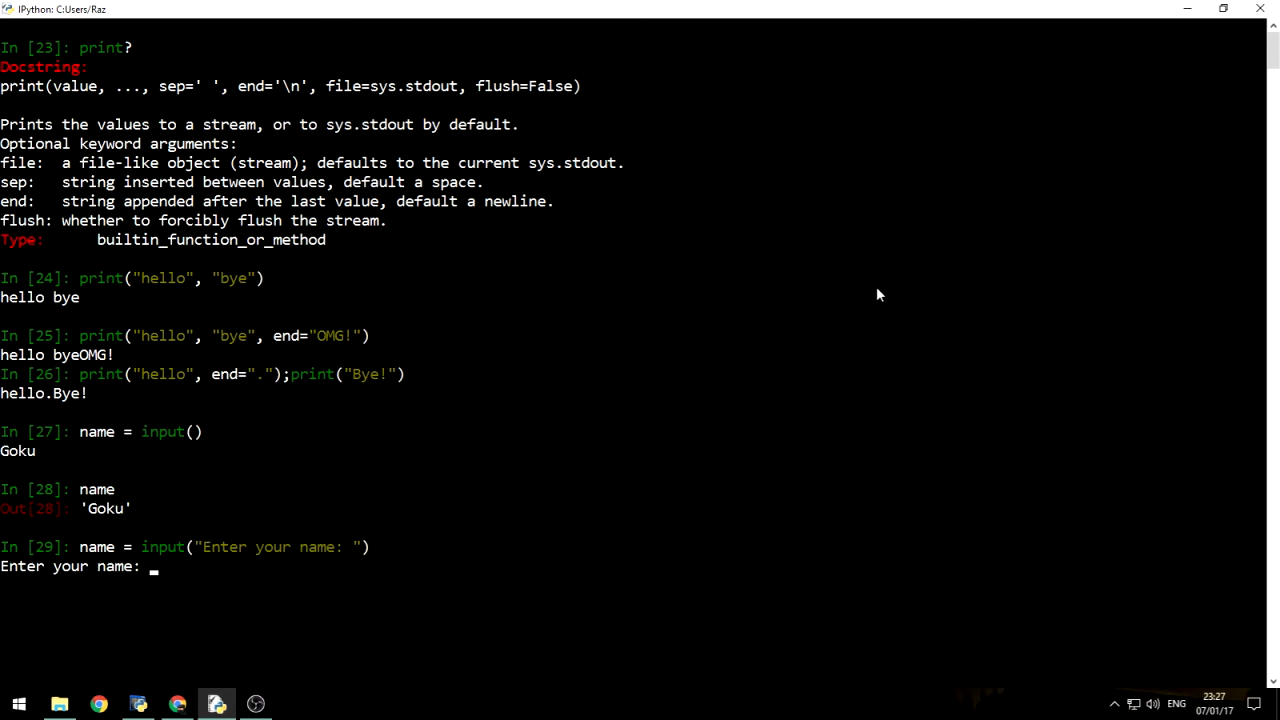 IPython: C:Users/Raz
In [23]: print?
Docstring:
print(value, ..., sep=' ', end='\n', file=sys.stdout, flush=False)
Prints the values to a stream, or to sys.stdout by default.
Optional keyword arguments:
file:  a file-like object (stream); defaults to the current sys.stdout.
sep:   string inserted between values, default a space.
end:   string appended after the last value, default a newline.
flush: whether to forcibly flush the stream.
Type:      builtin_function_or_method
In [24]: print("hello", "bye")
hello bye
In [25]: print("hello", "bye", end="OMG!")
hello byeOMG!
In [26]: print("hello", end=".");print("Bye!")
hello.Bye!
In [27]: name = input()
Goku
In [28]: name
Out[28]: 'Goku'
In [29]: name = input("Enter your name: ")
Enter your name:
ENG
23:27
07/01/17